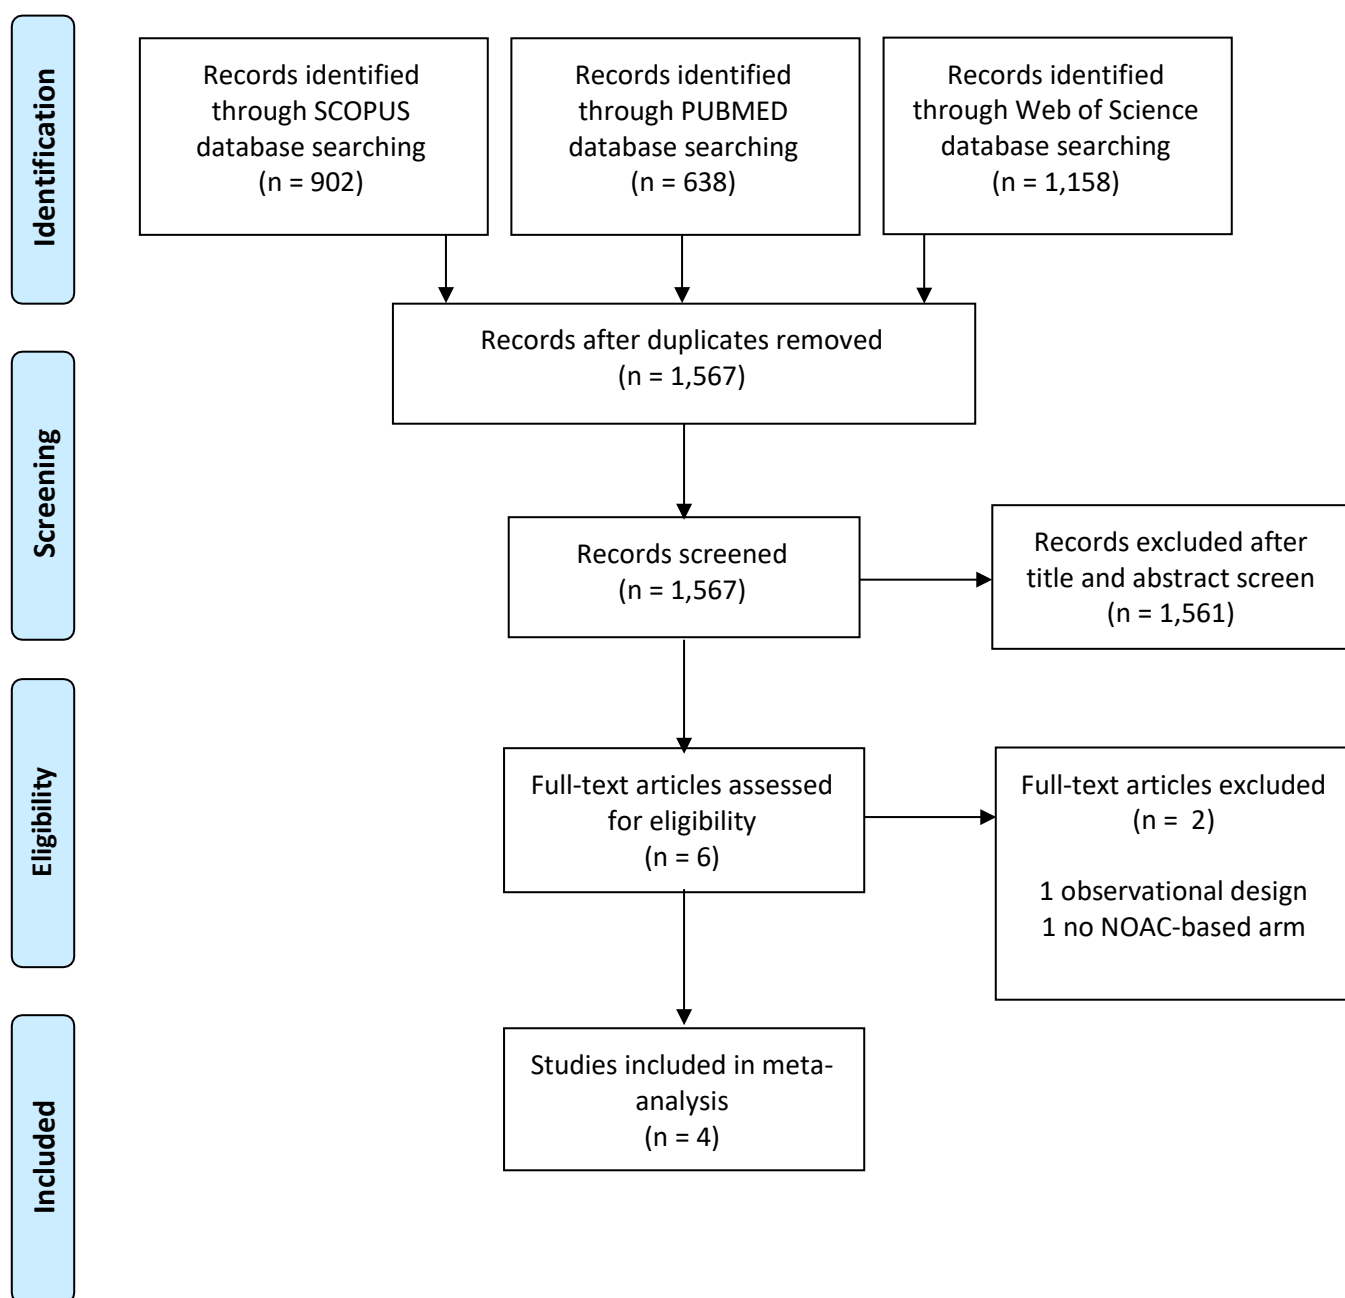 Identification
Records identified
through SCOPUS
database searching
(n = 902)
Records identified
through PUBMED
database searching
(n = 638)
Records identified
through Web of Science
database searching
(n = 1,158)
Records after duplicates removed
(n = 1,567)
Screening
Records screened
(n = 1,567)
Records excluded after
title and abstract screen
(n = 1,561)
Eligibility
Full-text articles assessed
for eligibility
(n = 6)
Full-text articles excluded
(n =  2)
1 observational design
1 no NOAC-based arm
Included
Studies included in meta-
analysis
(n = 4)